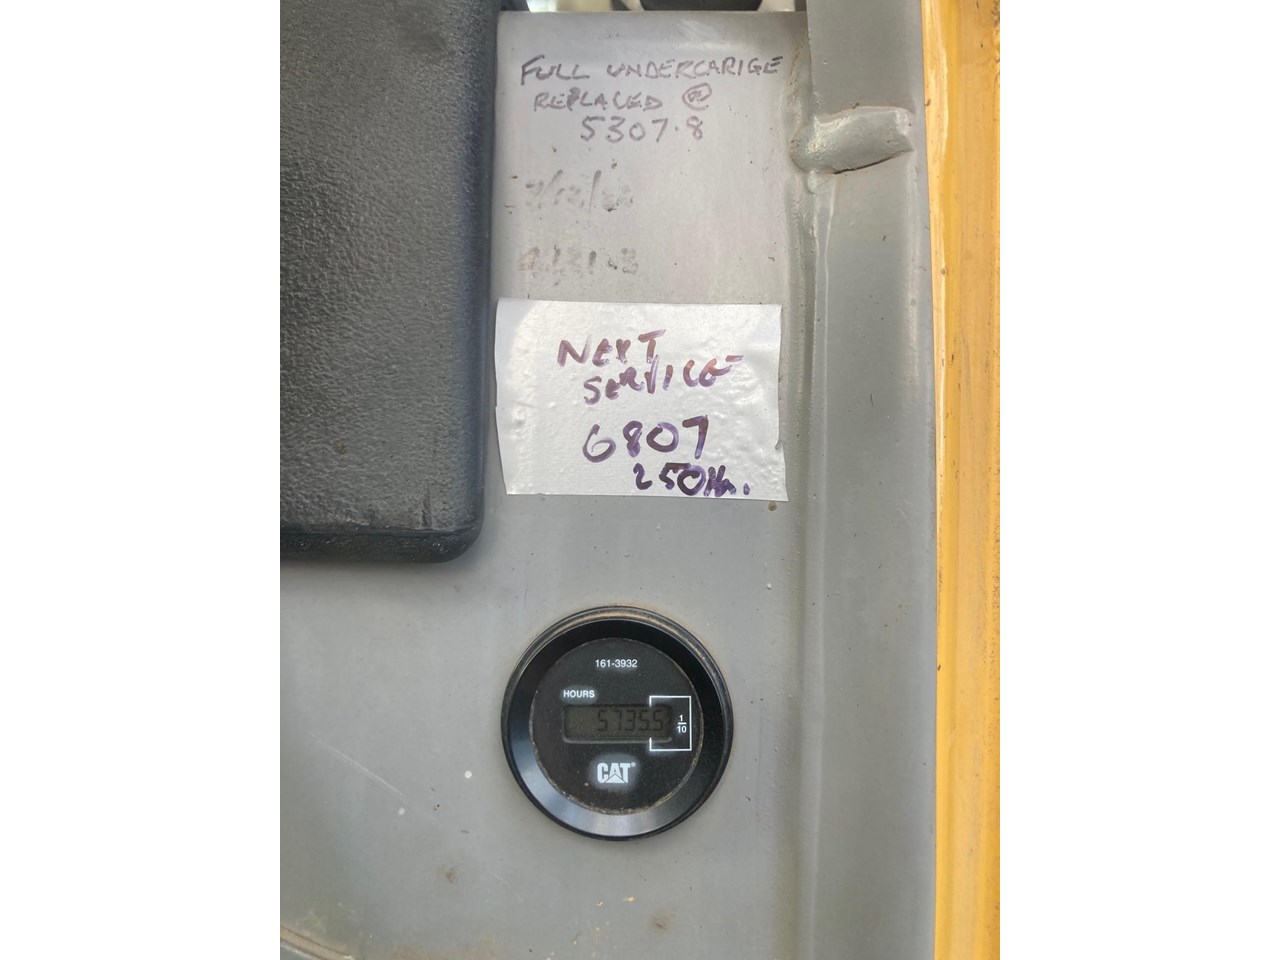 FULL UNDERCARIGE
REPLACED @
5307.8
NEXT
SERVICE
6807
250Hr.
161-3932
HOURS
5735.5
1/10
CAT